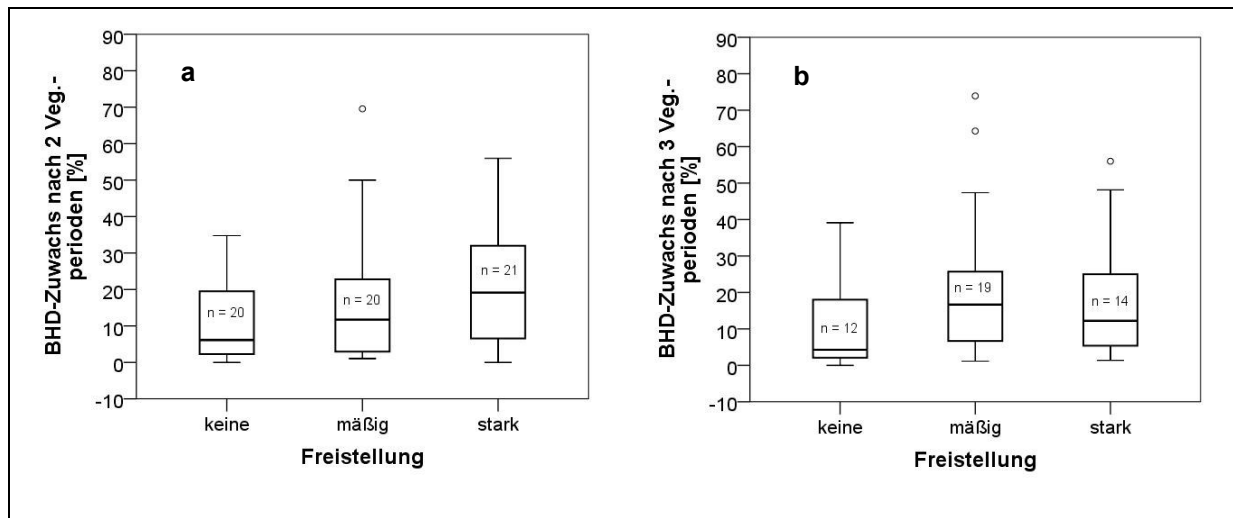 a
BHD-Zuwachs nach 2 Veg.-
perioden [%]
90
80
70
60
50
40
30
20
10
0
-10
n = 20
n = 20
n = 21
keine
mäßig
stark
Freistellung
b
BHD-Zuwachs nach 3 Veg.-
perioden [%]
90
80
70
60
50
40
30
20
10
0
-10
n = 12
n = 19
n = 14
keine
mäßig
stark
Freistellung